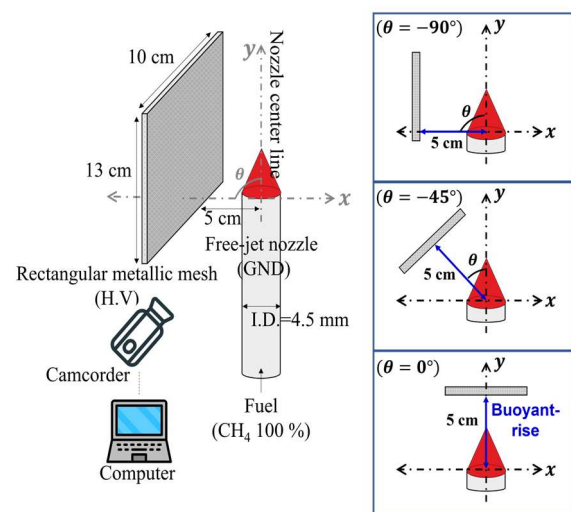 10 cm
13 cm
y
Nozzle center line
θ
x
5 cm
Free-jet nozzle
(GND)
Rectangular metallic mesh
(H.V)
I.D.=4.5 mm
Camcorder
Fuel
(CH4 100 %)
Computer
(θ = −90°)
y
θ
x
5 cm
(θ = −45°)
y
5 cm
θ
x
(θ = 0°)
y
5 cm
Buoyant-
rise
x